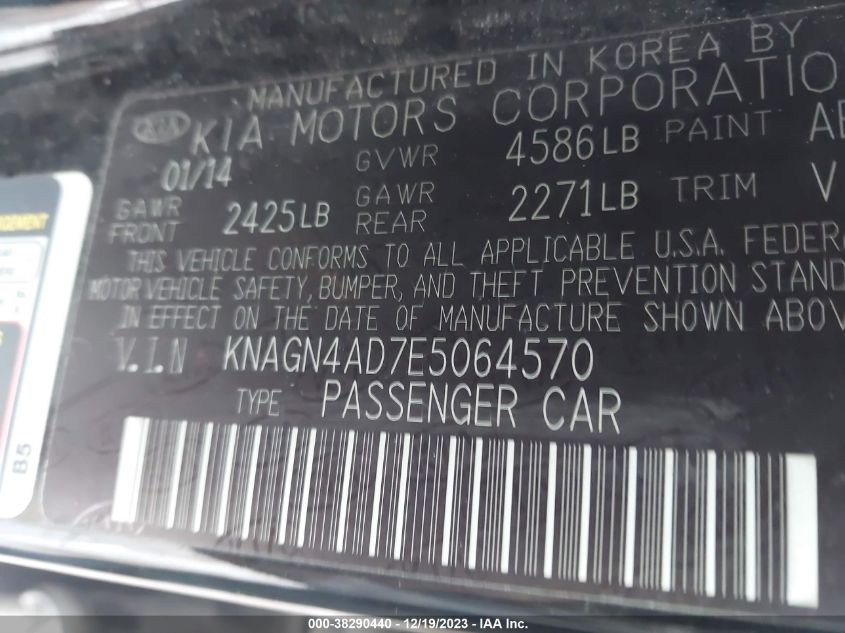 MANUFACTURED IN KOREA BY
KIA KIA MOTORS CORPORATION
01/14 GVWR 4586LB PAINT
GAWR FRONT 2425LB GAWR REAR 2271LB TRIM
THIS VEHICLE CONFORMS TO ALL APPLICABLE U.S.A. FEDER
MOTOR VEHICLE SAFETY, BUMPER, AND THEFT PREVENTION STAND
IN EFFECT ON THE DATE OF MANUFACTURE SHOWN ABOV
V.I.N KNAGN4AD7E5064570
TYPE PASSENGER CAR
B5
000-38290440 - 12/19/2023 - IAA Inc.